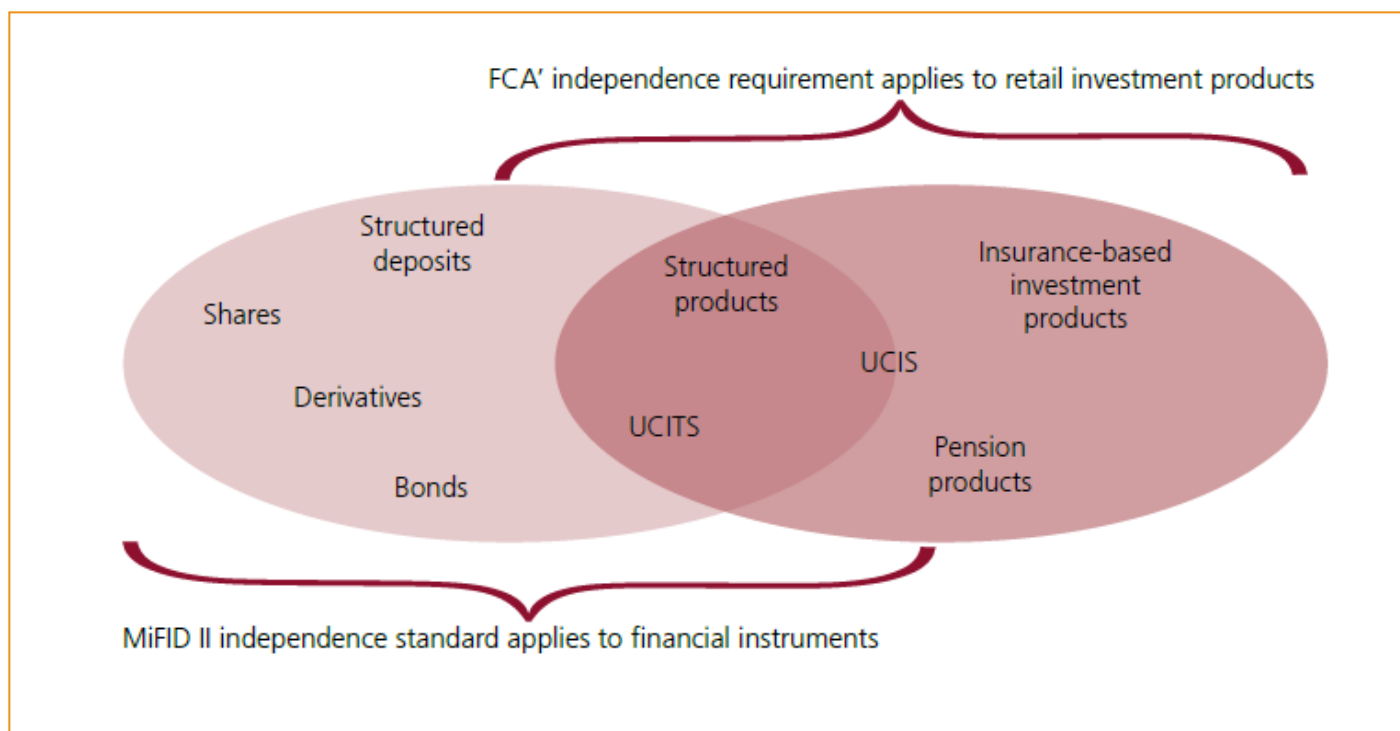 FCA' independence requirement applies to retail investment products
Structured
deposits
Shares
Derivatives
Bonds
Structured
products
UCITS
UCIS
Insurance-based
investment
products
Pension
products
MiFID II independence standard applies to financial instruments